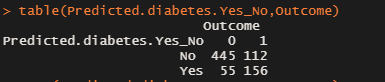 > table(Predicted.diabetes.Yes_No,Outcome)
Outcome
Predicted.diabetes.Yes_No 0 1
No 445 112
Yes 55 156